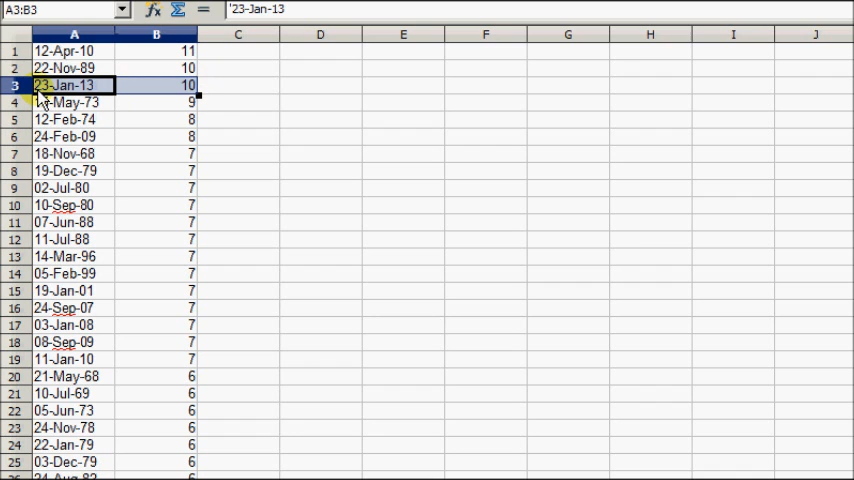 A3:B3 fx Σ = '23-Jan-13
A B C D E F G H I J
1 12-Apr-10 11
2 22-Nov-89 10
3 23-Jan-13 10
4 -May-73 9
5 12-Feb-74 8
6 24-Feb-09 8
7 18-Nov-68 7
8 19-Dec-79 7
9 02-Jul-80 7
10 10-Sep-80 7
11 07-Jun-88 7
12 11-Jul-88 7
13 14-Mar-96 7
14 05-Feb-99 7
15 19-Jan-01 7
16 24-Sep-07 7
17 03-Jan-08 7
18 08-Sep-09 7
19 11-Jan-10 7
20 21-May-68 6
21 10-Jul-69 6
22 05-Jun-73 6
23 24-Nov-78 6
24 22-Jan-79 6
25 03-Dec-79 6
26 24-Aug-82 6